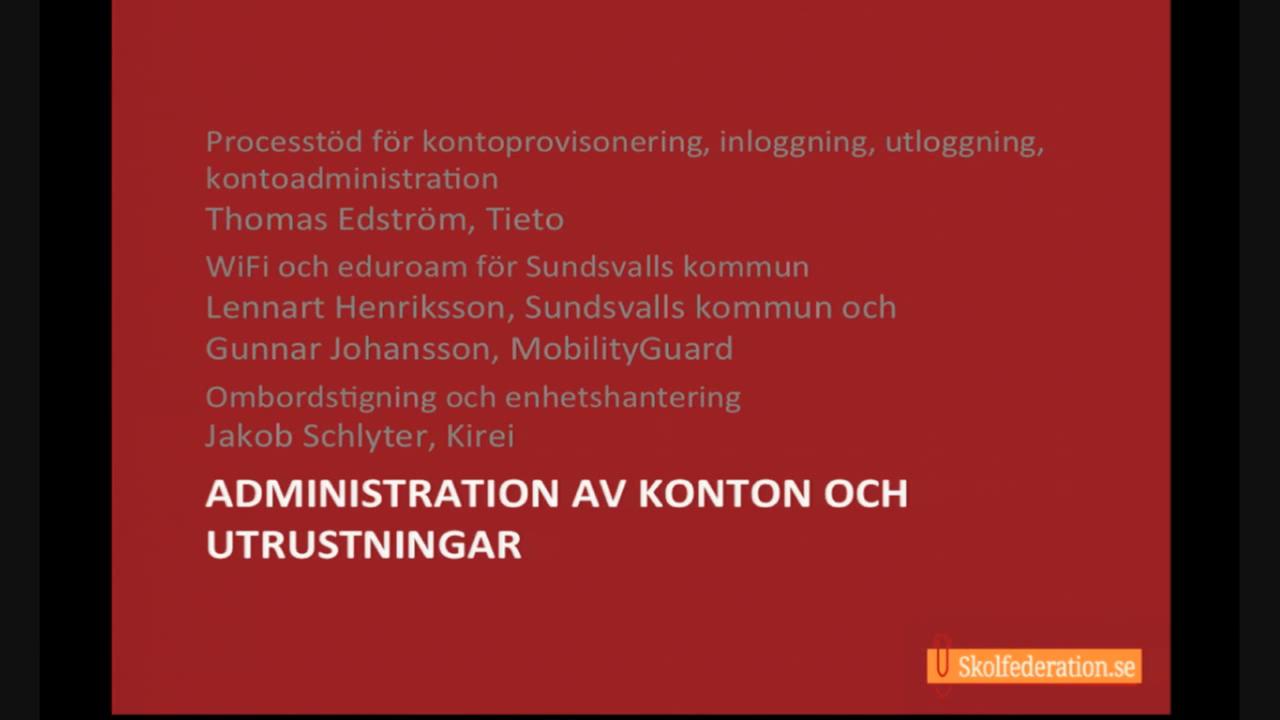 Processtöd för kontoprovisonering, inloggning, utloggning,
kontoadministration
Thomas Edström, Tieto
WiFi och eduroam för Sundsvalls kommun
Lennart Henriksson, Sundsvalls kommun och
Gunnar Johansson, MobilityGuard
Ombordstigning och enhetshantering
Jakob Schlyter, Kirei
ADMINISTRATION AV KONTON OCH
UTRUSTNINGAR
Skolfederation.se